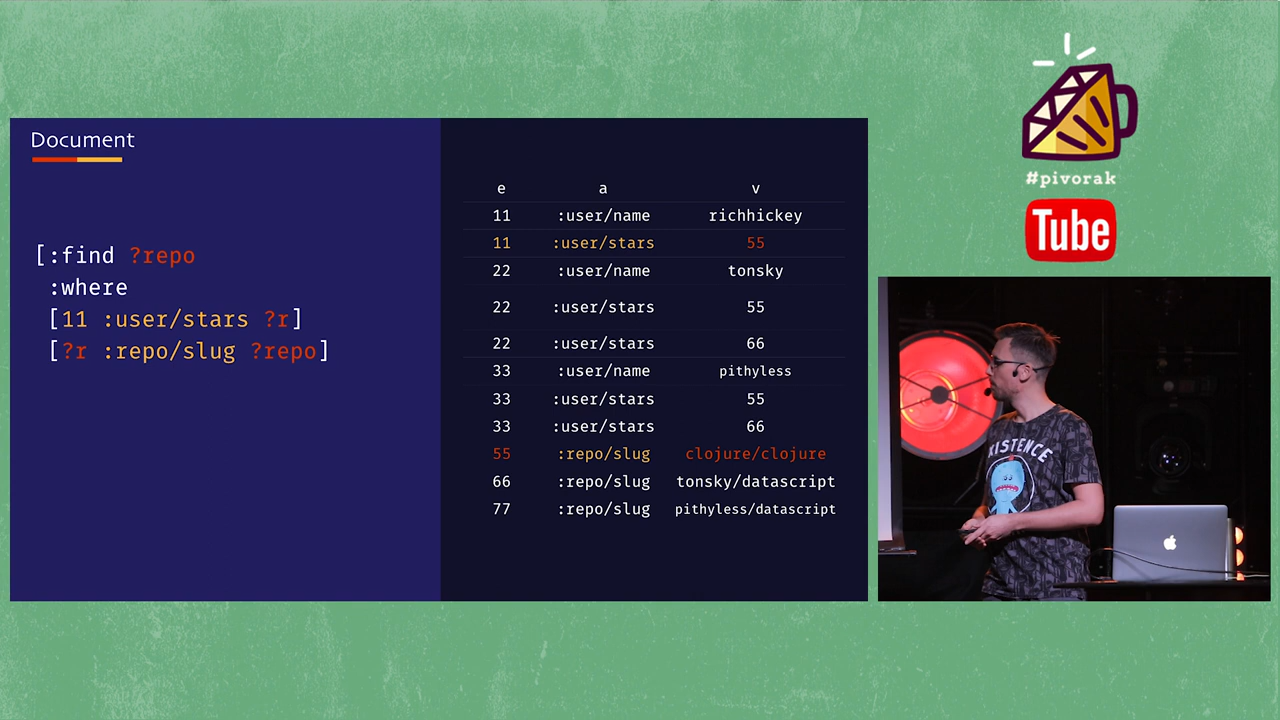 Document
[:find ?repo
:where
[11 :user/stars ?r]
[?r :repo/slug ?repo]
e a v
11 :user/name richhickey
11 :user/stars 55
22 :user/name tonsky
22 :user/stars 55
22 :user/stars 66
33 :user/name pithyless
33 :user/stars 55
33 :user/stars 66
55 :repo/slug clojure/clojure
66 :repo/slug tonsky/datascript
77 :repo/slug pithyless/datascript
#pivorak
Tube